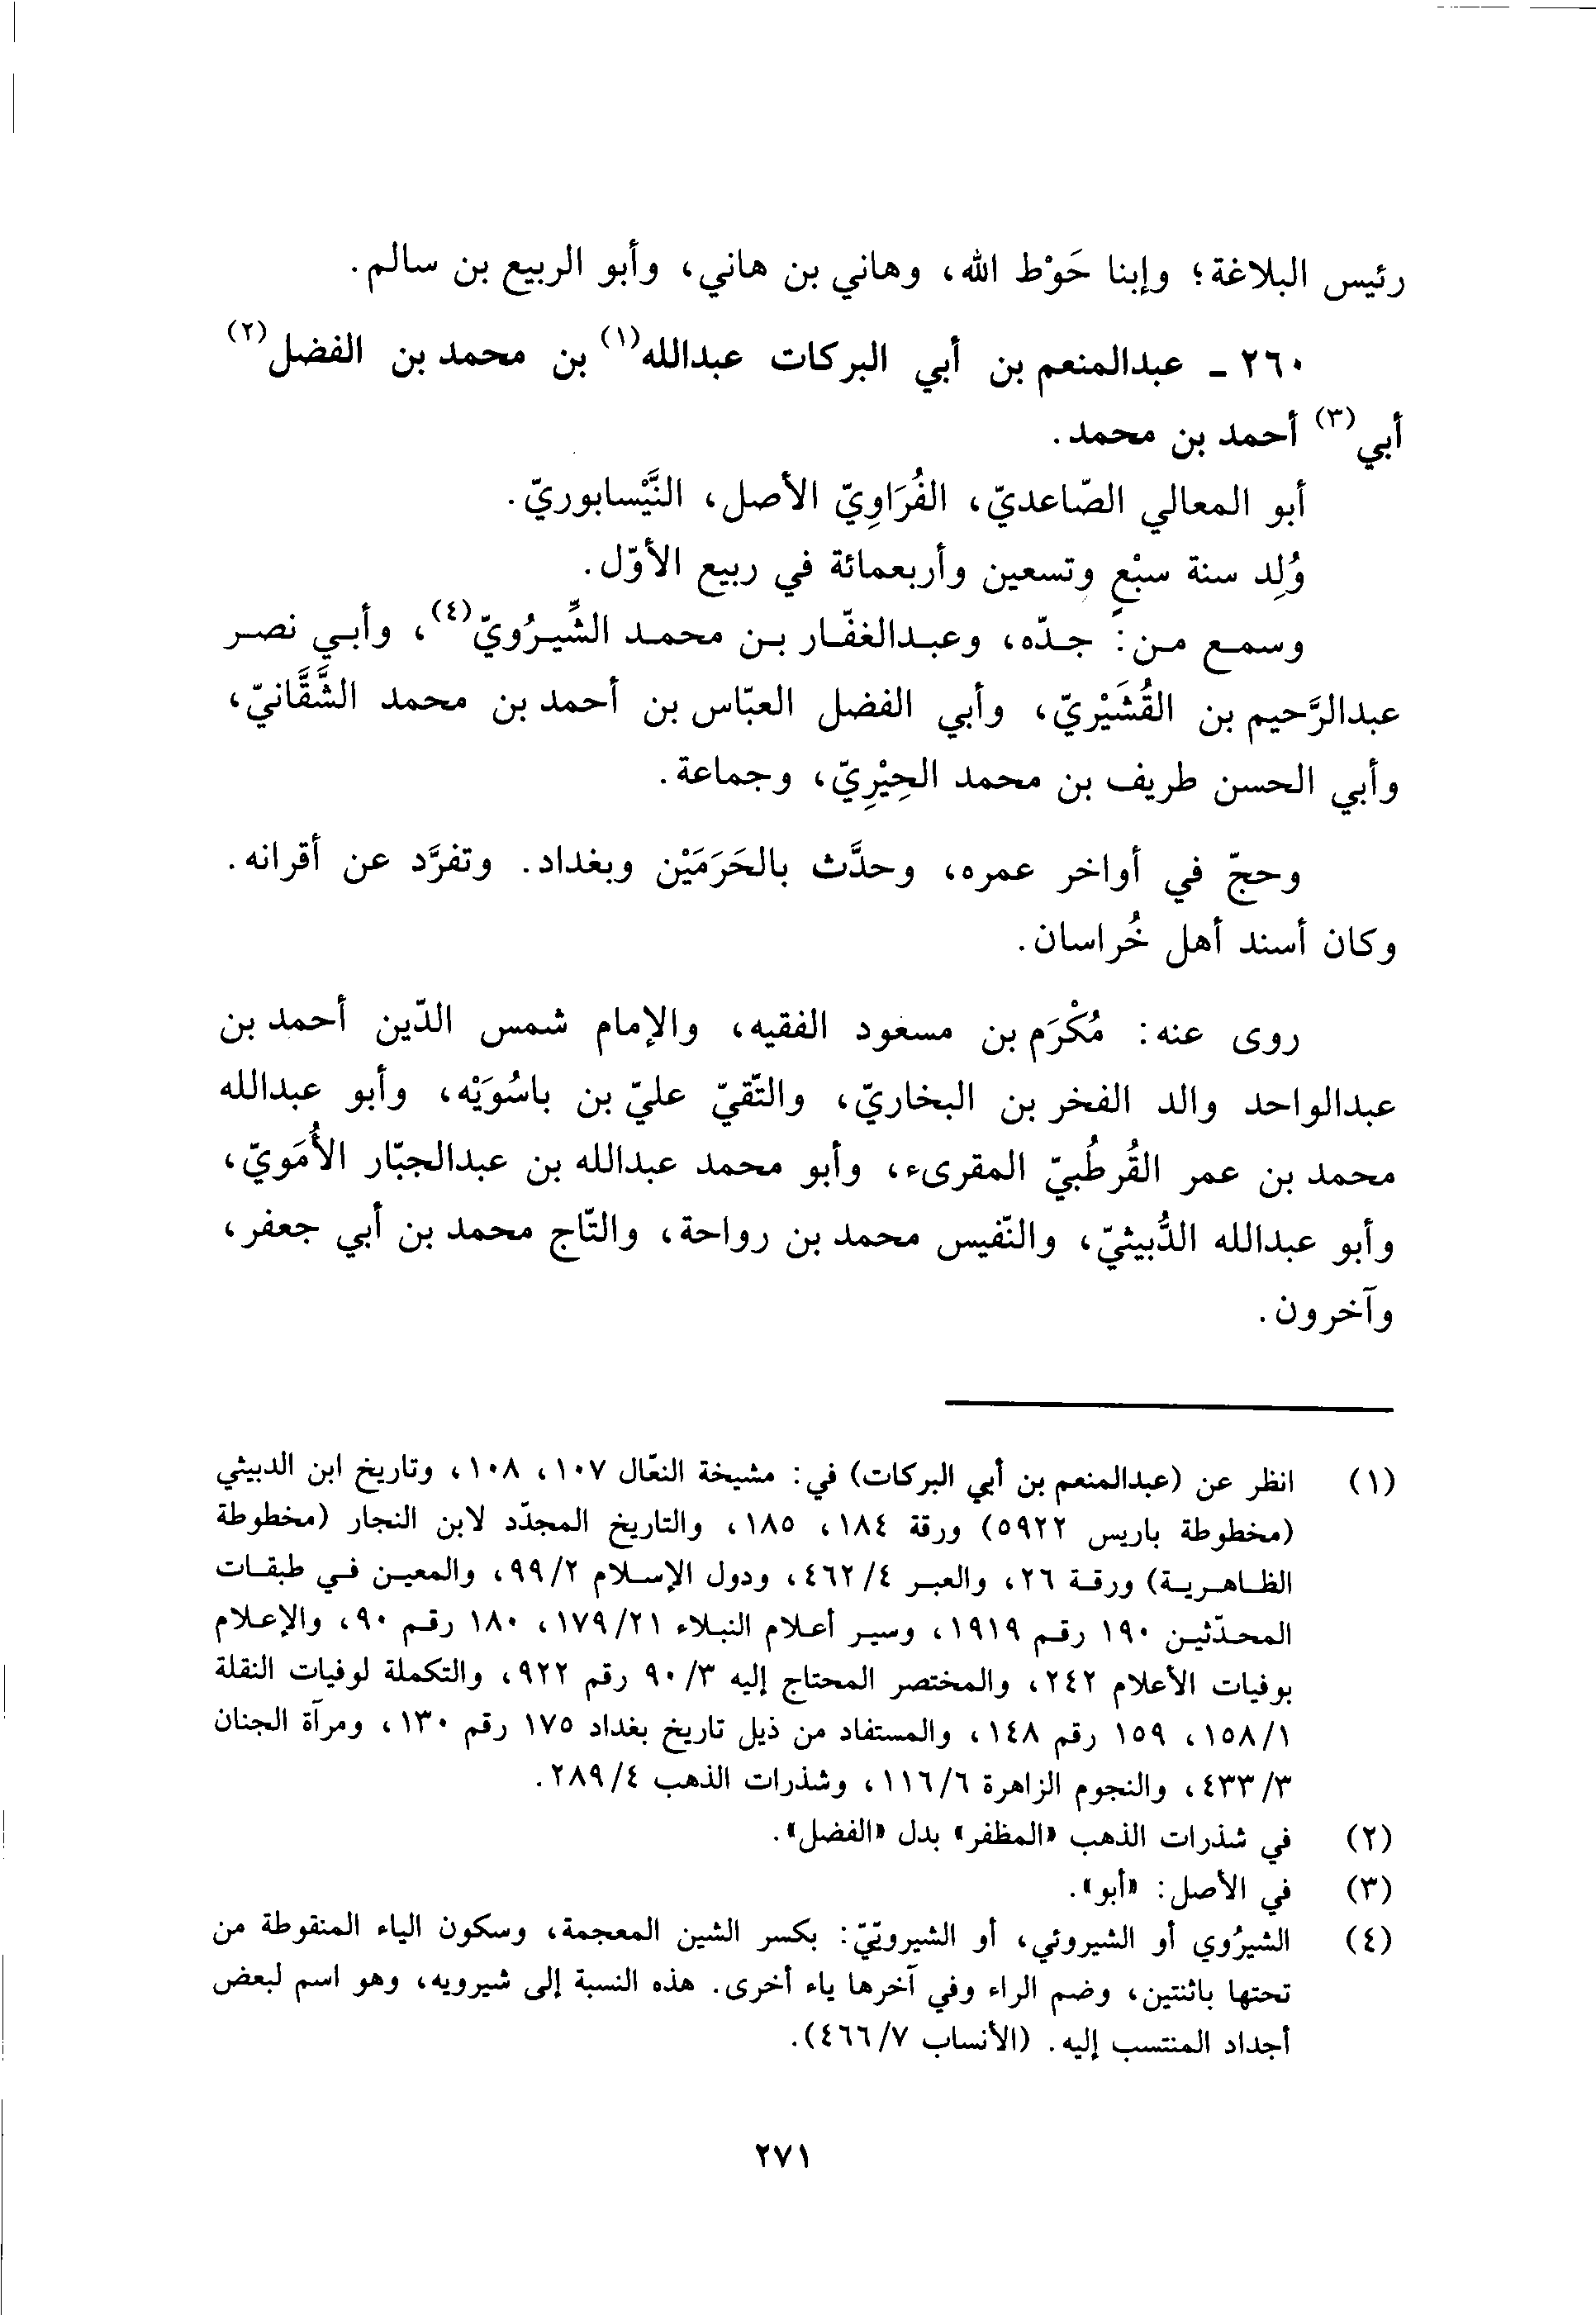 رئيس البلاغة؛ وإبنا حَوْط الله، وهاني بن هاني، وأبو الربيع بن سالم.
٢٦٠ ـ عبدالمنعم بن أبي البركات عبدالله(١) بن محمد بن الفضل(٢)
أبي(٣) أحمد بن محمد.
أبو المعالي الصّاعديّ، الفُرَاوِيّ الأصل، النَّيْسابوريّ.
وُلِد سنة سبْعٍ وتسعين وأربعمائة في ربيع الأوّل.
وسمع من: جدّه، وعبدالغفّار بن محمد الشِّيرُويّ(٤)، وأبي نصر
عبدالرَّحيم بن القُشَيْريّ، وأبي الفضل العبّاس بن أحمد بن محمد الشَّقَّانيّ،
وأبي الحسن طريف بن محمد الحِيْرِيّ، وجماعة.
وحجّ في أواخر عمره، وحدَّث بالحَرَمَيْن وبغداد. وتفرَّد عن أقرانه.
وكان أسند أهل خُراسان.
روى عنه: مُكْرَم بن مسعود الفقيه، والإمام شمس الدّين أحمد بن
عبدالواحد والد الفخر بن البخاريّ، والتّقيّ عليّ بن باسُوَيْه، وأبو عبدالله
محمد بن عمر القُرطُبيّ المقرىء، وأبو محمد عبدالله بن عبدالجبّار الأُمَويّ،
وأبو عبدالله الدُّبيثيّ، والنّفيس محمد بن رواحة، والتّاج محمد بن أبي جعفر،
وآخرون.
(١) انظر عن (عبدالمنعم بن أبي البركات) في: مشيخة النعّال ١٠٧، ١٠٨، وتاريخ ابن الدبيثي
(مخطوطة باريس ٥٩٢٢) ورقة ١٨٤، ١٨٥، والتاريخ المجدّد لابن النجار (مخطوطة
الظاهرية) ورقة ٢٦، والعبر ٤/ ٤٦٢، ودول الإسلام ٢/ ٩٩، والمعين في طبقات
المحدّثين ١٩٠ رقم ١٩١٩، وسير أعلام النبلاء ٢١/ ١٧٩، ١٨٠ رقم ٩٠، والإعلام
بوفيات الأعلام ٢٤٢، والمختصر المحتاج إليه ٣/ ٩٠ رقم ٩٢٢، والتكملة لوفيات النقلة
١/ ١٥٨، ١٥٩ رقم ١٤٨، والمستفاد من ذيل تاريخ بغداد ١٧٥ رقم ١٣٠، ومرآة الجنان
٣/ ٤٣٣، والنجوم الزاهرة ٦/ ١١٦، وشذرات الذهب ٤/ ٢٨٩.
(٢) في شذرات الذهب «المظفر» بدل «الفضل».
(٣) في الأصل: «أبو».
(٤) الشيرُوي أو الشيروئي، أو الشيروييّ: بكسر الشين المعجمة، وسكون الياء المنقوطة من
تحتها باثنتين، وضم الراء وفي آخرها ياء أخرى. هذه النسبة إلى شيرويه، وهو اسم لبعض
أجداد المنتسب إليه. (الأنساب ٧/ ٤٦٦).
٢٧١